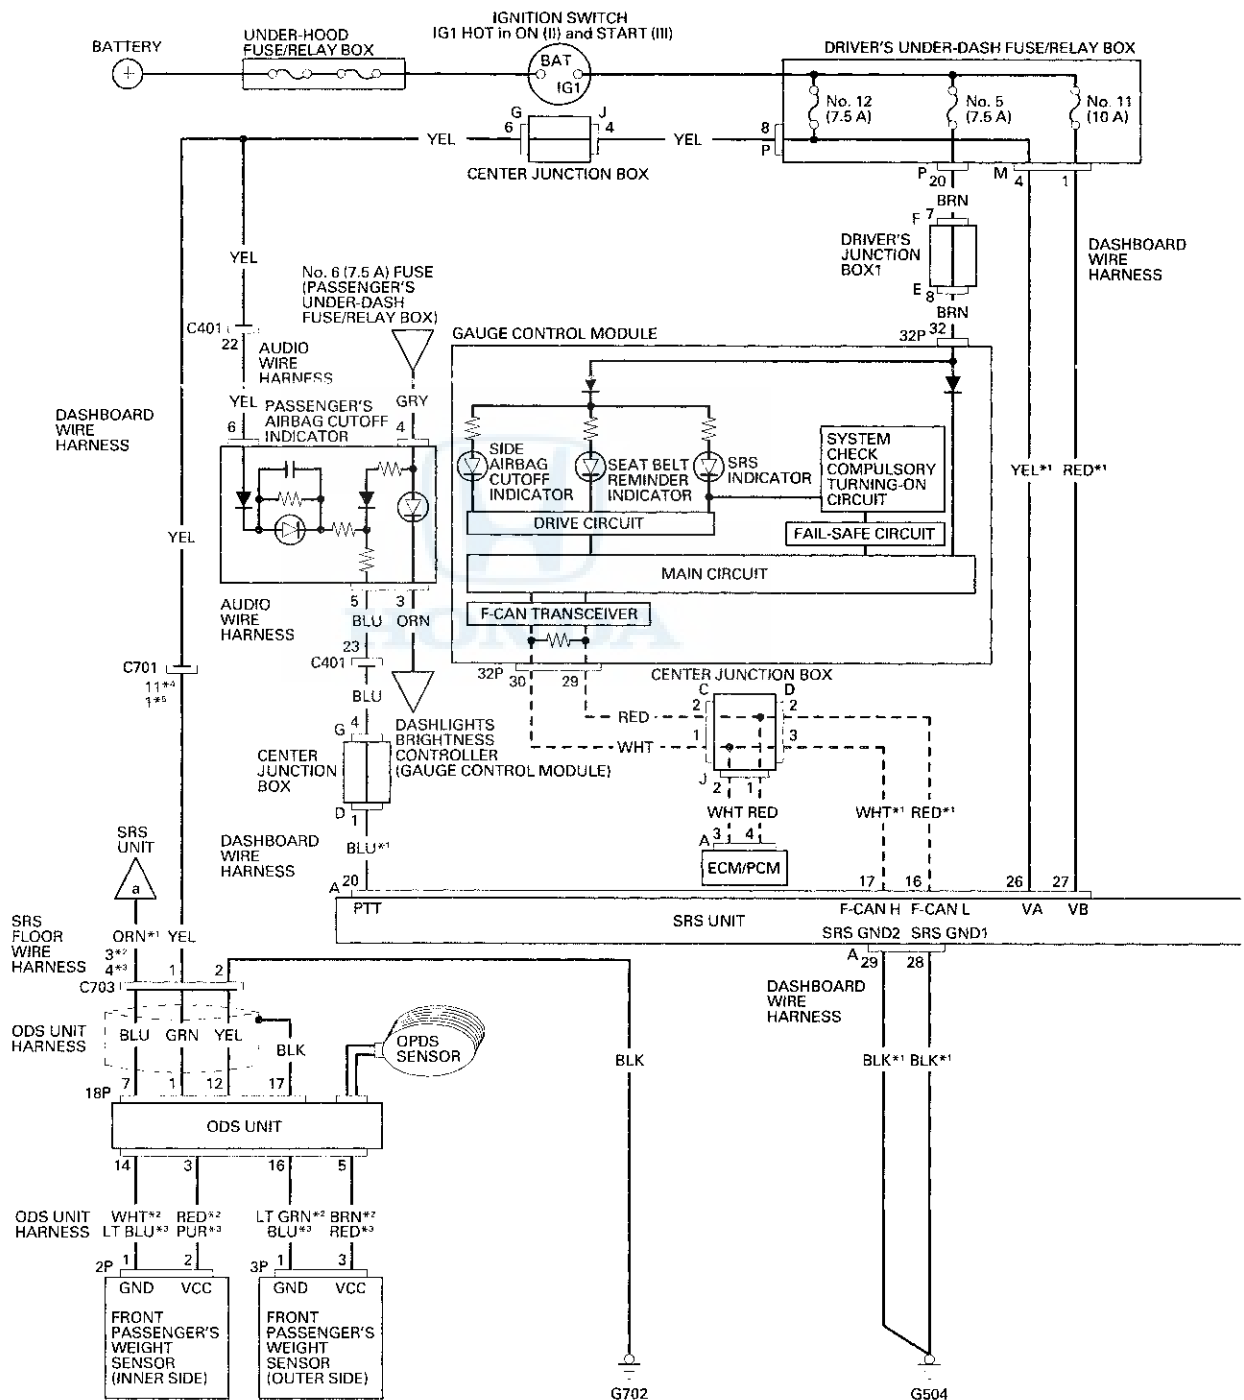 IGNITION SWITCH
IG1 HOT in ON (II) and START (III)
UNDER-HOOD
FUSE/RELAY BOX
BATTERY
BAT
IG1
DRIVER'S UNDER-DASH FUSE/RELAY BOX
No. 12
(7.5 A)
No. 5
(7.5 A)
No. 11
(10 A)
G
6
J
4
YEL
YEL
8
P
CENTER JUNCTION BOX
P
20
M
4
1
BRN
F
7
DRIVER'S
JUNCTION
BOX1
E
8
BRN
DASHBOARD
WIRE
HARNESS
YEL
No. 6 (7.5 A) FUSE
(PASSENGER'S
UNDER-DASH
FUSE/RELAY BOX)
C401
22
AUDIO
WIRE
HARNESS
GAUGE CONTROL MODULE
32P
32
DASHBOARD
WIRE
HARNESS
YEL
6
PASSENGER'S
AIRBAG CUTOFF
INDICATOR
GRY
4
SIDE
AIRBAG
CUTOFF
INDICATOR
SEAT BELT
REMINDER
INDICATOR
SRS
INDICATOR
SYSTEM
CHECK
COMPULSORY
TURNING-ON
CIRCUIT
YEL*1
RED*1
DRIVE CIRCUIT
FAIL-SAFE CIRCUIT
YEL
MAIN CIRCUIT
F-CAN TRANSCEIVER
HONDA
AUDIO
WIRE
HARNESS
5
3
BLU
ORN
23
C401
BLU
C701
11*4
1*5
32P
30
29
CENTER JUNCTION BOX
C
D
2
2
RED
1
3
WHT
J
2
1
WHT
RED
A
3
4
ECM/PCM
WHT*1
RED*1
G
4
CENTER
JUNCTION
BOX
DASHLIGHTS
BRIGHTNESS
CONTROLLER
(GAUGE CONTROL MODULE)
D
1
DASHBOARD
WIRE
HARNESS
BLU*1
A
20
17
16
26
27
PTT
SRS UNIT
F-CAN H
F-CAN L
VA
VB
SRS GND2
SRS GND1
A
29
28
SRS
UNIT
a
SRS
FLOOR
WIRE
HARNESS
ORN*1
YEL
3*2
4*3
1
2
C703
DASHBOARD
WIRE
HARNESS
ODS UNIT
HARNESS
BLU
GRN
YEL
BLK
OPDS
SENSOR
BLK
BLK*1
BLK*1
18P
7
1
12
17
ODS UNIT
14
3
16
5
ODS UNIT
HARNESS
WHT*2
LT BLU*3
RED*2
PUR*3
LT GRN*2
BLU*3
BRN*2
RED*3
2P
1
2
3P
1
3
GND
VCC
GND
VCC
FRONT
PASSENGER'S
WEIGHT
SENSOR
(INNER SIDE)
FRONT
PASSENGER'S
WEIGHT
SENSOR
(OUTER SIDE)
G702
G504